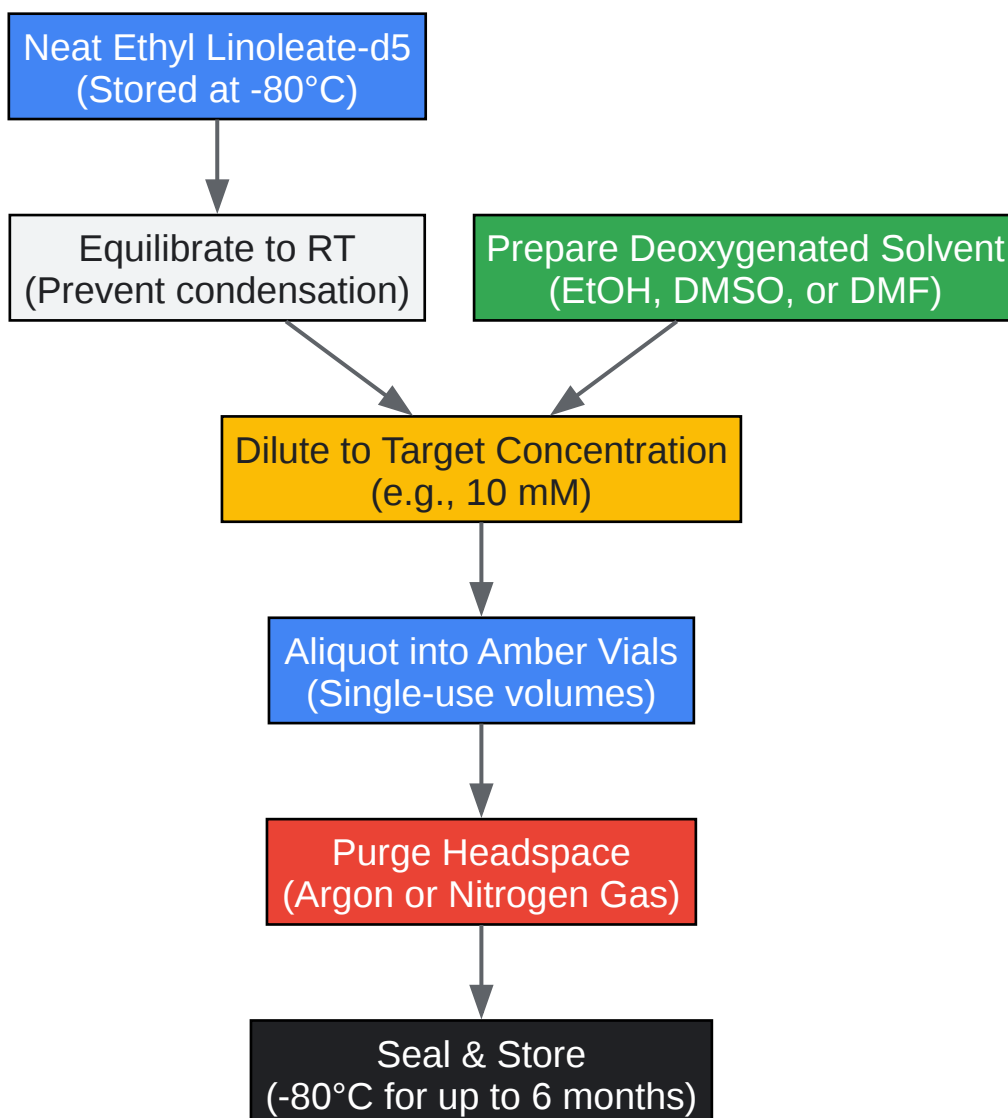 Neat Ethyl Linoleate-d5
(Stored at -80°C)
Equilibrate to RT
(Prevent condensation)
Prepare Deoxygenated Solvent
(EtOH, DMSO, or DMF)
Dilute to Target Concentration
(e.g., 10 mM)
Aliquot into Amber Vials
(Single-use volumes)
Purge Headspace
(Argon or Nitrogen Gas)
Seal & Store
(-80°C for up to 6 months)